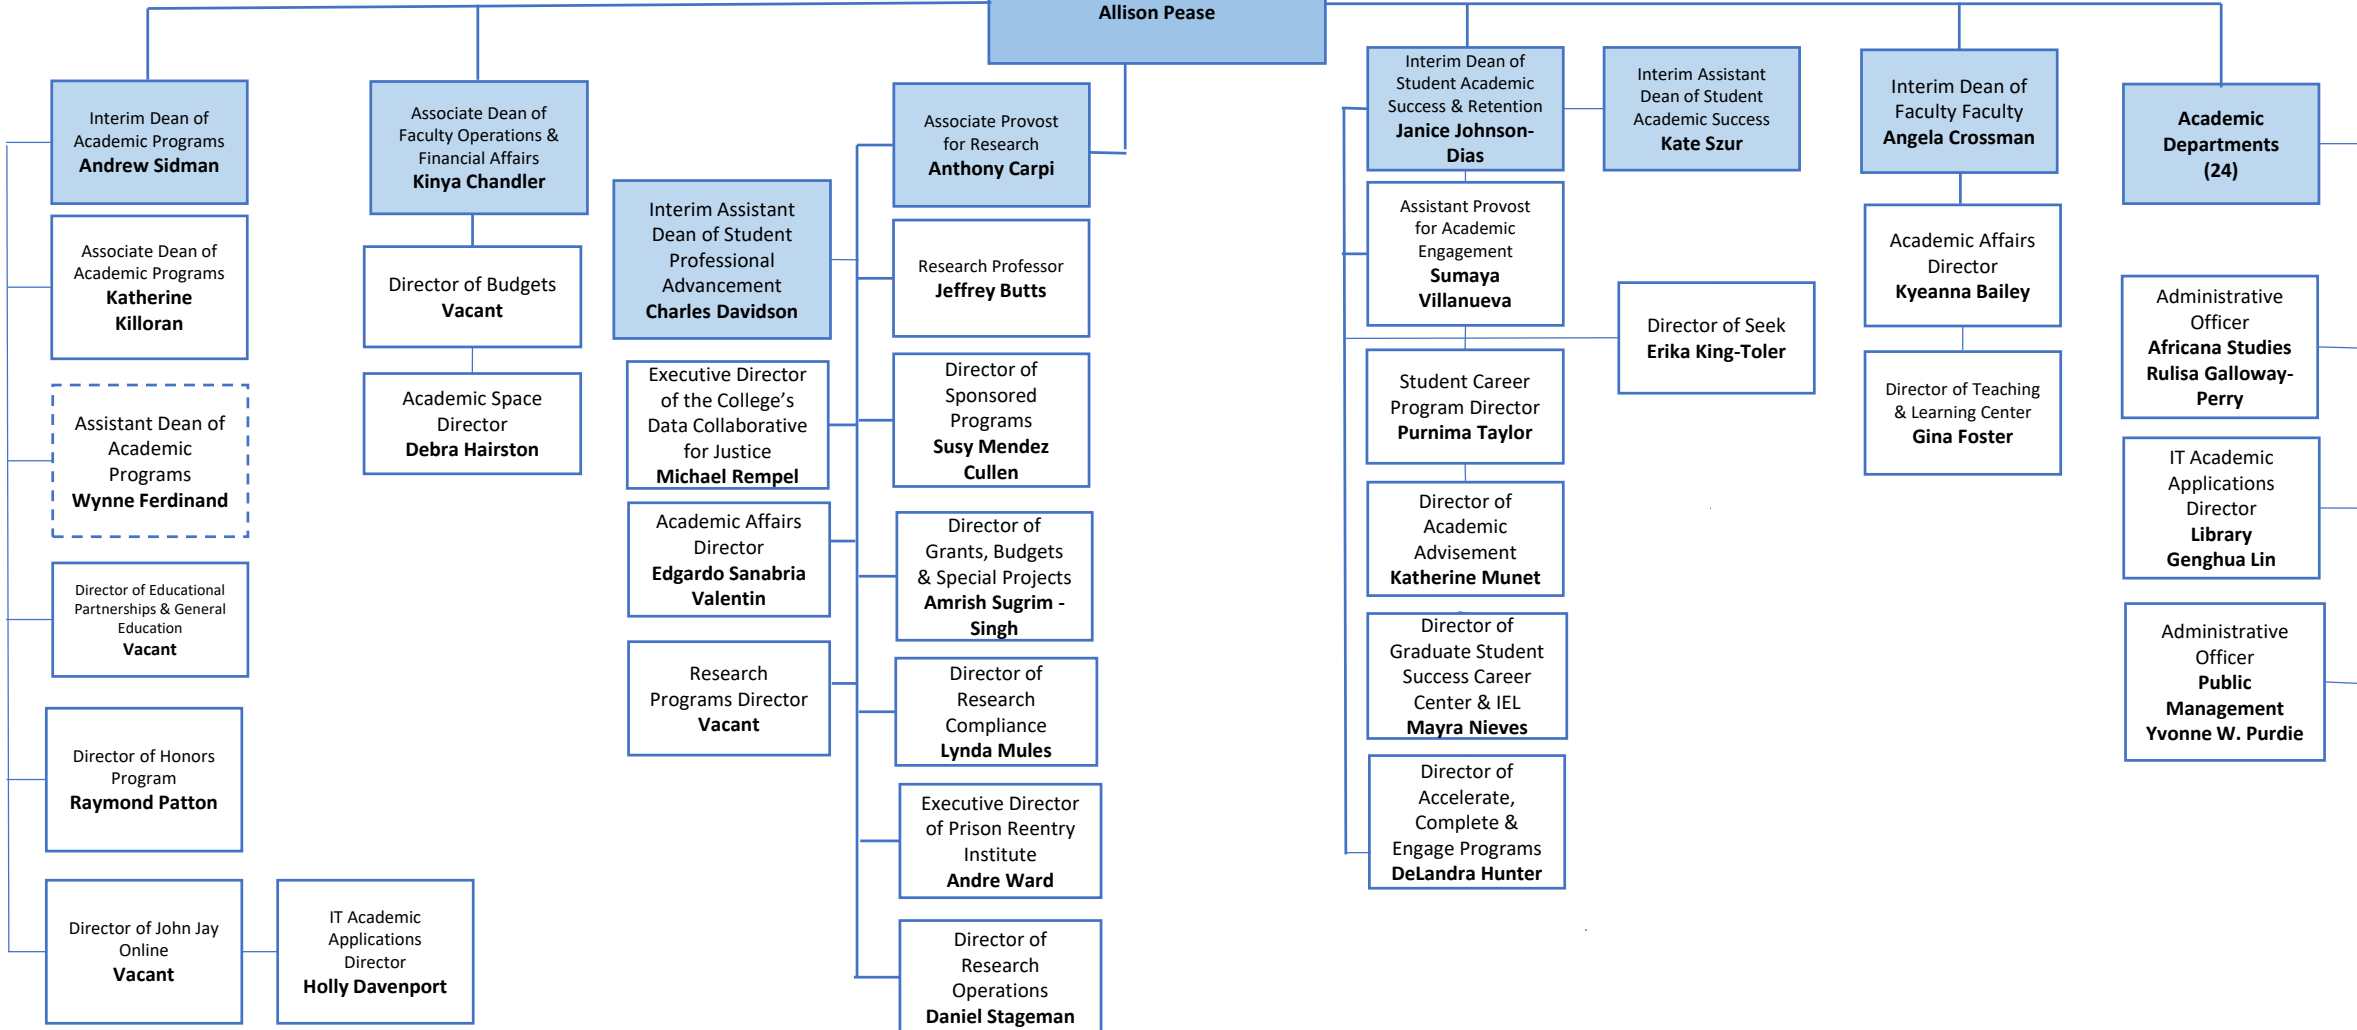 Allison Pease
Interim Dean of
Academic Programs
Andrew Sidman
Associate Dean of
Academic Programs
Katherine
Killoran
Assistant Dean of
Academic
Programs
Wynne Ferdinand
Director of Educational
Partnerships & General
Education
Vacant
Director of Honors
Program
Raymond Patton
Director of John Jay
Online
Vacant
IT Academic
Applications
Director
Holly Davenport
Associate Dean of
Faculty Operations &
Financial Affairs
Kinya Chandler
Director of Budgets
Vacant
Academic Space
Director
Debra Hairston
Interim Assistant
Dean of Student
Professional
Advancement
Charles Davidson
Executive Director
of the College’s
Data Collaborative
for Justice
Michael Rempel
Academic Affairs
Director
Edgardo Sanabria
Valentin
Research
Programs Director
Vacant
Associate Provost
for Research
Anthony Carpi
Research Professor
Jeffrey Butts
Director of
Sponsored
Programs
Susy Mendez
Cullen
Director of
Grants, Budgets
& Special Projects
Amrish Sugrim -
Singh
Director of
Research
Compliance
Lynda Mules
Executive Director
of Prison Reentry
Institute
Andre Ward
Director of
Research
Operations
Daniel Stageman
Interim Dean of
Student Academic
Success & Retention
Janice Johnson-
Dias
Interim Assistant
Dean of Student
Academic Success
Kate Szur
Assistant Provost
for Academic
Engagement
Sumaya
Villanueva
Director of Seek
Erika King-Toler
Student Career
Program Director
Purnima Taylor
Director of
Academic
Advisement
Katherine Munet
Director of
Graduate Student
Success Career
Center & IEL
Mayra Nieves
Director of
Accelerate,
Complete &
Engage Programs
DeLandra Hunter
Interim Dean of
Faculty Faculty
Angela Crossman
Academic Affairs
Director
Kyeanna Bailey
Director of Teaching
& Learning Center
Gina Foster
Academic
Departments
(24)
Administrative
Officer
Africana Studies
Rulisa Galloway-
Perry
IT Academic
Applications
Director
Library
Genghua Lin
Administrative
Officer
Public
Management
Yvonne W. Purdie